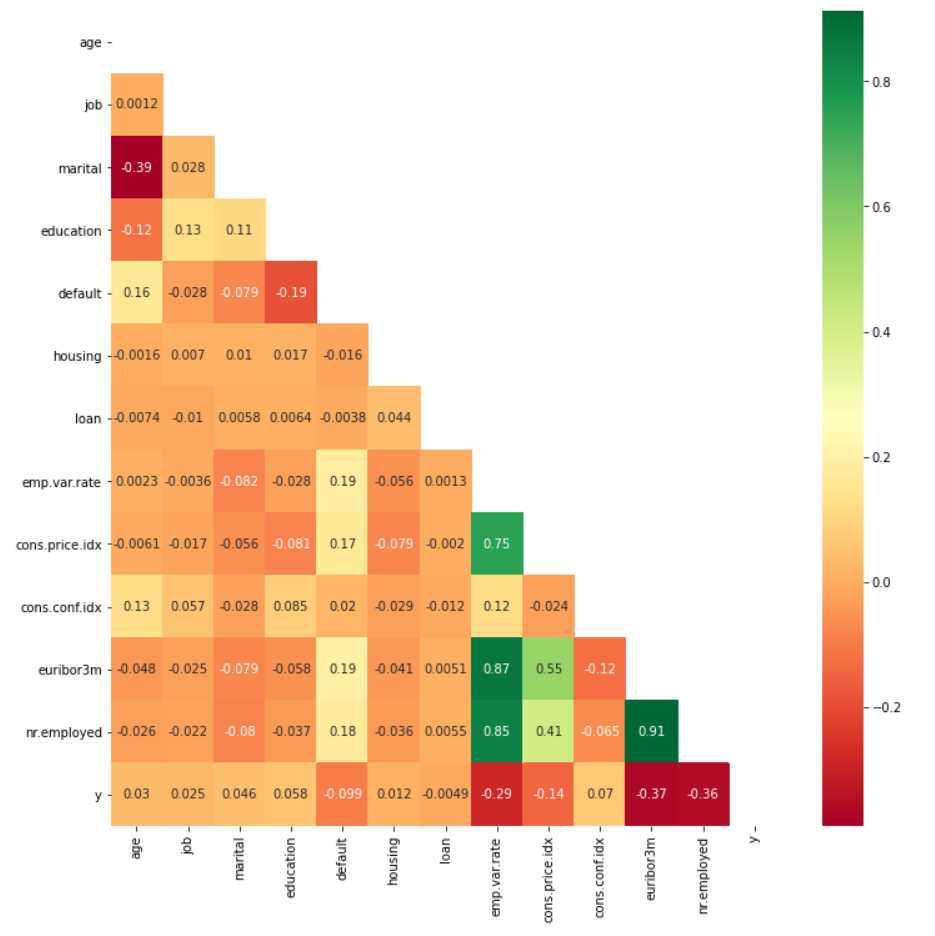 age
job 0.0012
marital -0.39 0.028
education -0.12 0.13 0.11
default 0.16 -0.028 -0.079 -0.19
housing -0.0016 0.007 0.01 0.017 -0.016
loan -0.0074 -0.01 0.0058 0.0064 -0.0038 0.044
emp.var.rate 0.0023 -0.0036 -0.082 -0.028 0.19 -0.056 0.0013
cons.price.idx -0.0061 -0.017 -0.056 -0.081 0.17 -0.079 -0.002 0.75
cons.conf.idx 0.13 0.057 -0.028 0.085 0.02 -0.029 -0.012 0.12 -0.024
euribor3m -0.048 -0.025 -0.079 -0.058 0.19 -0.041 0.0051 0.87 0.55 -0.12
nr.employed -0.026 -0.022 -0.08 -0.037 0.18 -0.036 0.0055 0.85 0.41 -0.065 0.91
y 0.03 0.025 0.046 0.058 -0.099 0.012 -0.0049 -0.29 -0.14 0.07 -0.37 -0.36
age job marital education default housing loan emp.var.rate cons.price.idx cons.conf.idx euribor3m nr.employed y
0.8
0.6
0.4
0.2
0.0
−0.2